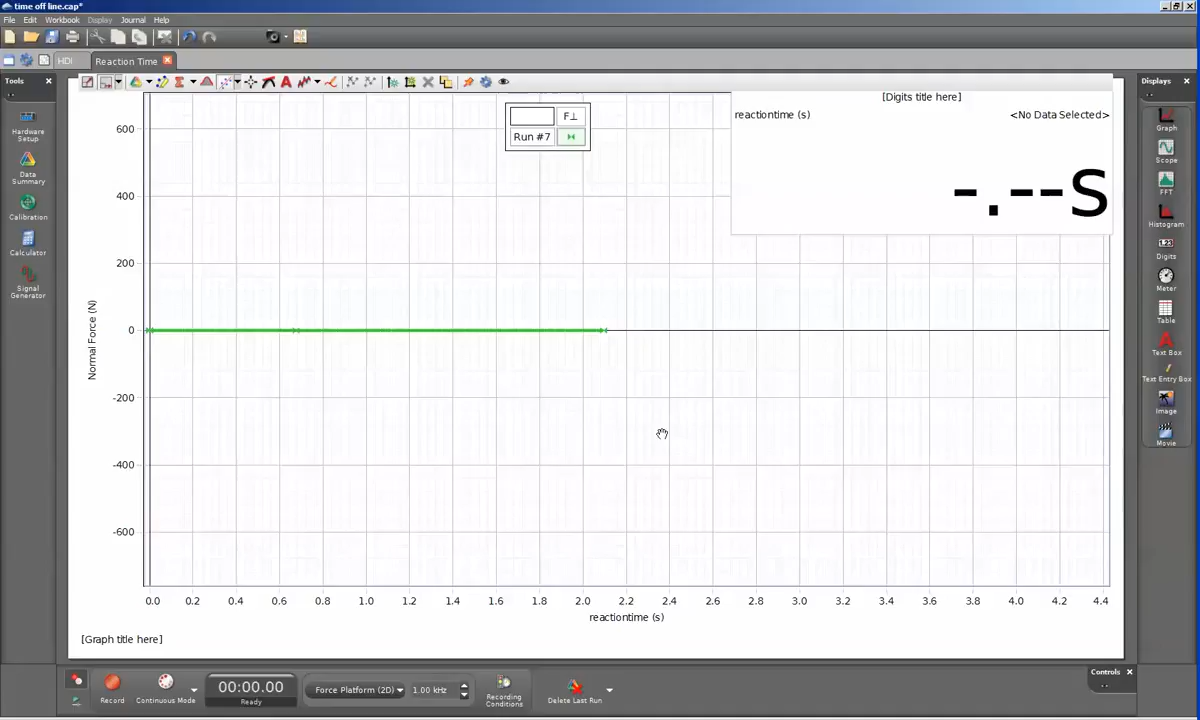 time off line.cap*
File Edit Workbook Display Journal Help
HDI Reaction Time
Tools
Hardware
Setup
Data
Summary
Calibration
Calculator
Signal
Generator
F⊥
Run #7
[Digits title here]
reactiontime (s) <No Data Selected>
-.--s
600
400
200
0
-200
-400
-600
Normal Force (N)
0.0 0.2 0.4 0.6 0.8 1.0 1.2 1.4 1.6 1.8 2.0 2.2 2.4 2.6 2.8 3.0 3.2 3.4 3.6 3.8 4.0 4.2 4.4
reactiontime (s)
[Graph title here]
Displays
Graph
Scope
FFT
Histogram
1.23
Digits
Meter
Table
Text Box
Text Entry Box
Image
Movie
Record
Continuous Mode
00:00.00
Ready
Force Platform (2D)
1.00 kHz
Recording
Conditions
Delete Last Run
Controls